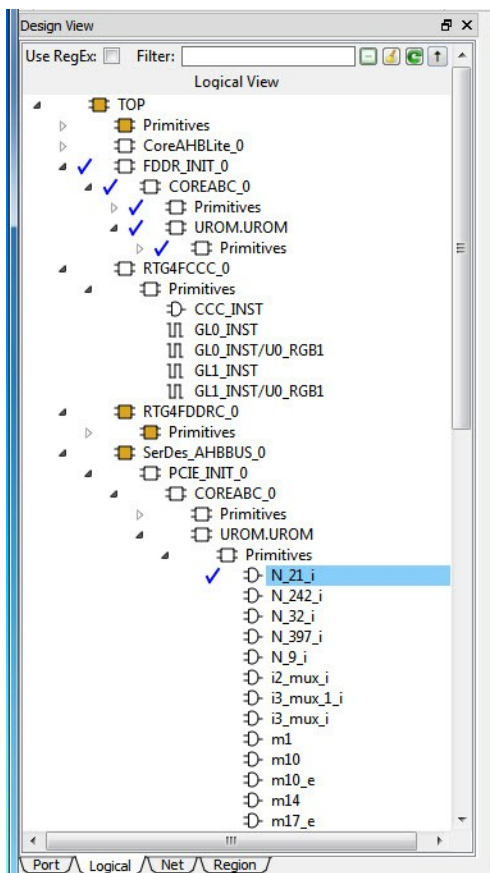 Design View
Use RegEx: Filter:
Logical View
TOP
Primitives
CoreAHBLite_0
FDDR_INIT_0
COREABC_0
Primitives
UROM.UROM
Primitives
RTG4FCCC_0
Primitives
CCC_INST
GL0_INST
GL0_INST/U0_RGB1
GL1_INST
GL1_INST/U0_RGB1
RTG4FDDRC_0
Primitives
SerDes_AHBBUS_0
PCIE_INIT_0
COREABC_0
Primitives
UROM.UROM
Primitives
N_21_i
N_242_i
N_32_i
N_397_i
N_9_i
i2_mux_i
i3_mux_1_i
i3_mux_i
m1
m10
m10_e
m14
m17_e
Port Logical Net Region